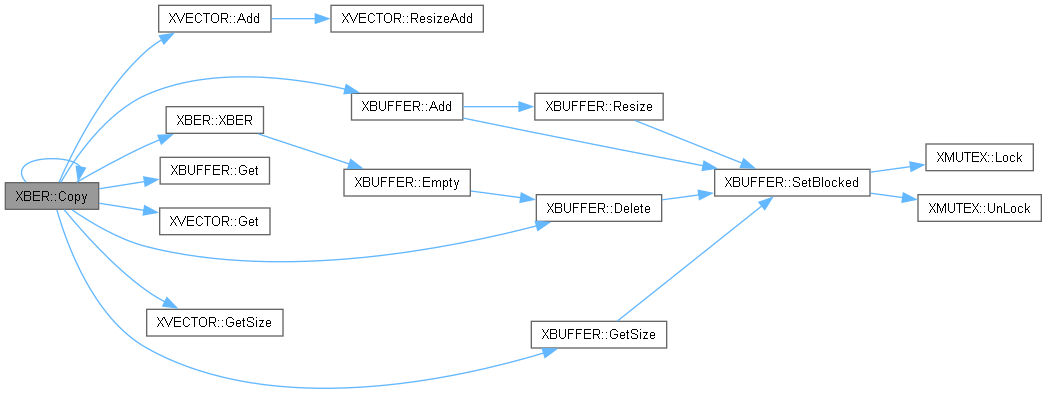 XVECTOR::Add
XVECTOR::ResizeAdd
XBUFFER::Add
XBUFFER::Resize
XBER::XBER
XMUTEX::Lock
XBUFFER::Get
XBUFFER::Empty
XBUFFER::SetBlocked
XBER::Copy
XBUFFER::Delete
XMUTEX::UnLock
XVECTOR::Get
XVECTOR::GetSize
XBUFFER::GetSize